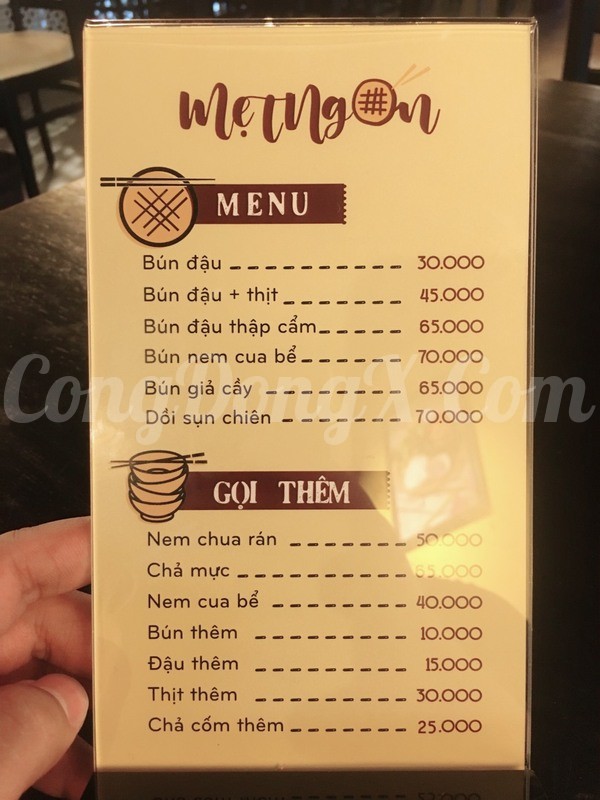 Mẹt Ngon
MENU
Bún đậu 30.000
Bún đậu + thịt 45.000
Bún đậu thập cẩm 65.000
Bún nem cua bể 70.000
Bún giả cầy 65.000
Dồi sụn chiên 70.000
GỌI THÊM
Nem chua rán 50.000
Chả mực 65.000
Nem cua bể 40.000
Bún thêm 10.000
Đậu thêm 15.000
Thịt thêm 30.000
Chả cốm thêm 25.000
CongDongX.Com